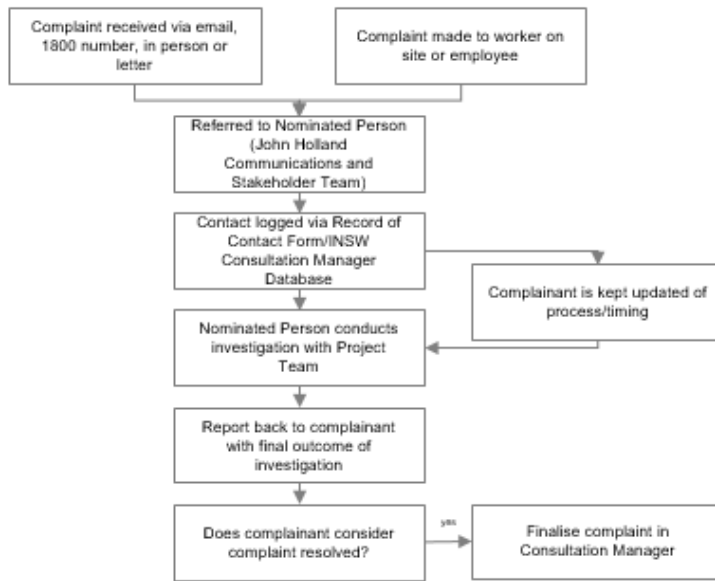 Complaint received via email,
1800 number, in person or
letter
Complaint made to worker on
site or employee
Referred to Nominated Person
(John Holland
Communications and
Stakeholder Team)
Contact logged via Record of
Contact Form/INSW
Consultation Manager
Database
Complainant is kept updated of
process/timing
Nominated Person conducts
investigation with Project
Team
Report back to complainant
with final outcome of
investigation
Does complainant consider
complaint resolved?
yes
Finalise complaint in
Consultation Manager